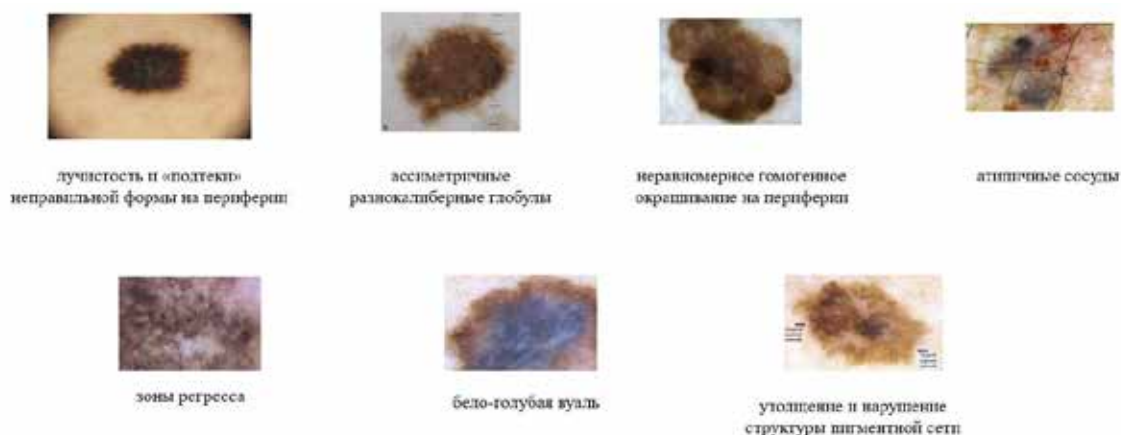 лучистость и «подтеки»
неправильной формы на периферии
ассиметричные
разнокалиберные глобулы
неравномерное гомогенное
окрашивание на периферии
атипичные сосуды
зоны регресса
бело-голубая вуаль
утолщение и нарушение
структуры пигментной сети